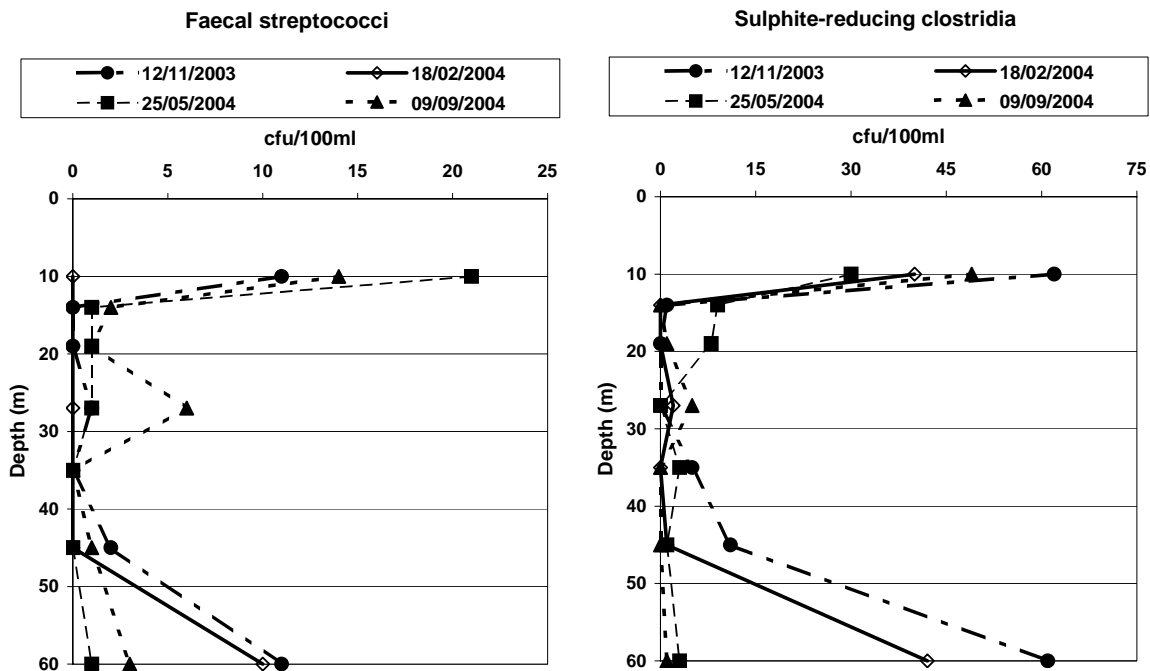 Faecal streptococci
12/11/2003 18/02/2004
25/05/2004 09/09/2004
cfu/100ml
0 5 10 15 20 25
0
10
20
30
40
50
60
Depth (m)
Sulphite-reducing clostridia
12/11/2003 18/02/2004
25/05/2004 09/09/2004
cfu/100ml
0 15 30 45 60 75
0
10
20
30
40
50
60
Depth (m)